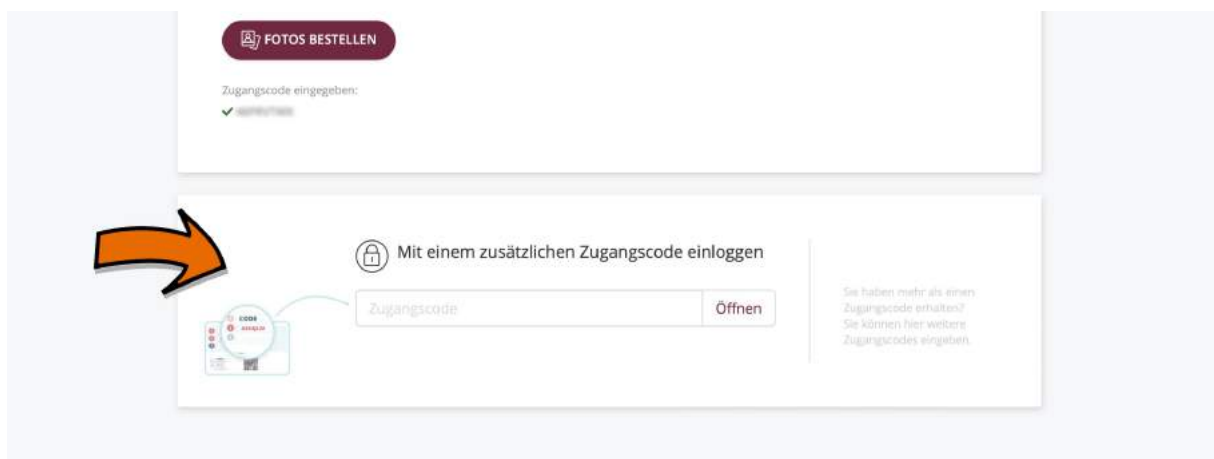 FOTOS BESTELLEN
Zugangscode eingegeben:
Mit einem zusätzlichen Zugangscode einloggen
Zugangscode
Öffnen
CODE
Sie haben mehr als einen
Zugangscode erhalten?
Sie können hier weitere
Zugangscodes eingeben.